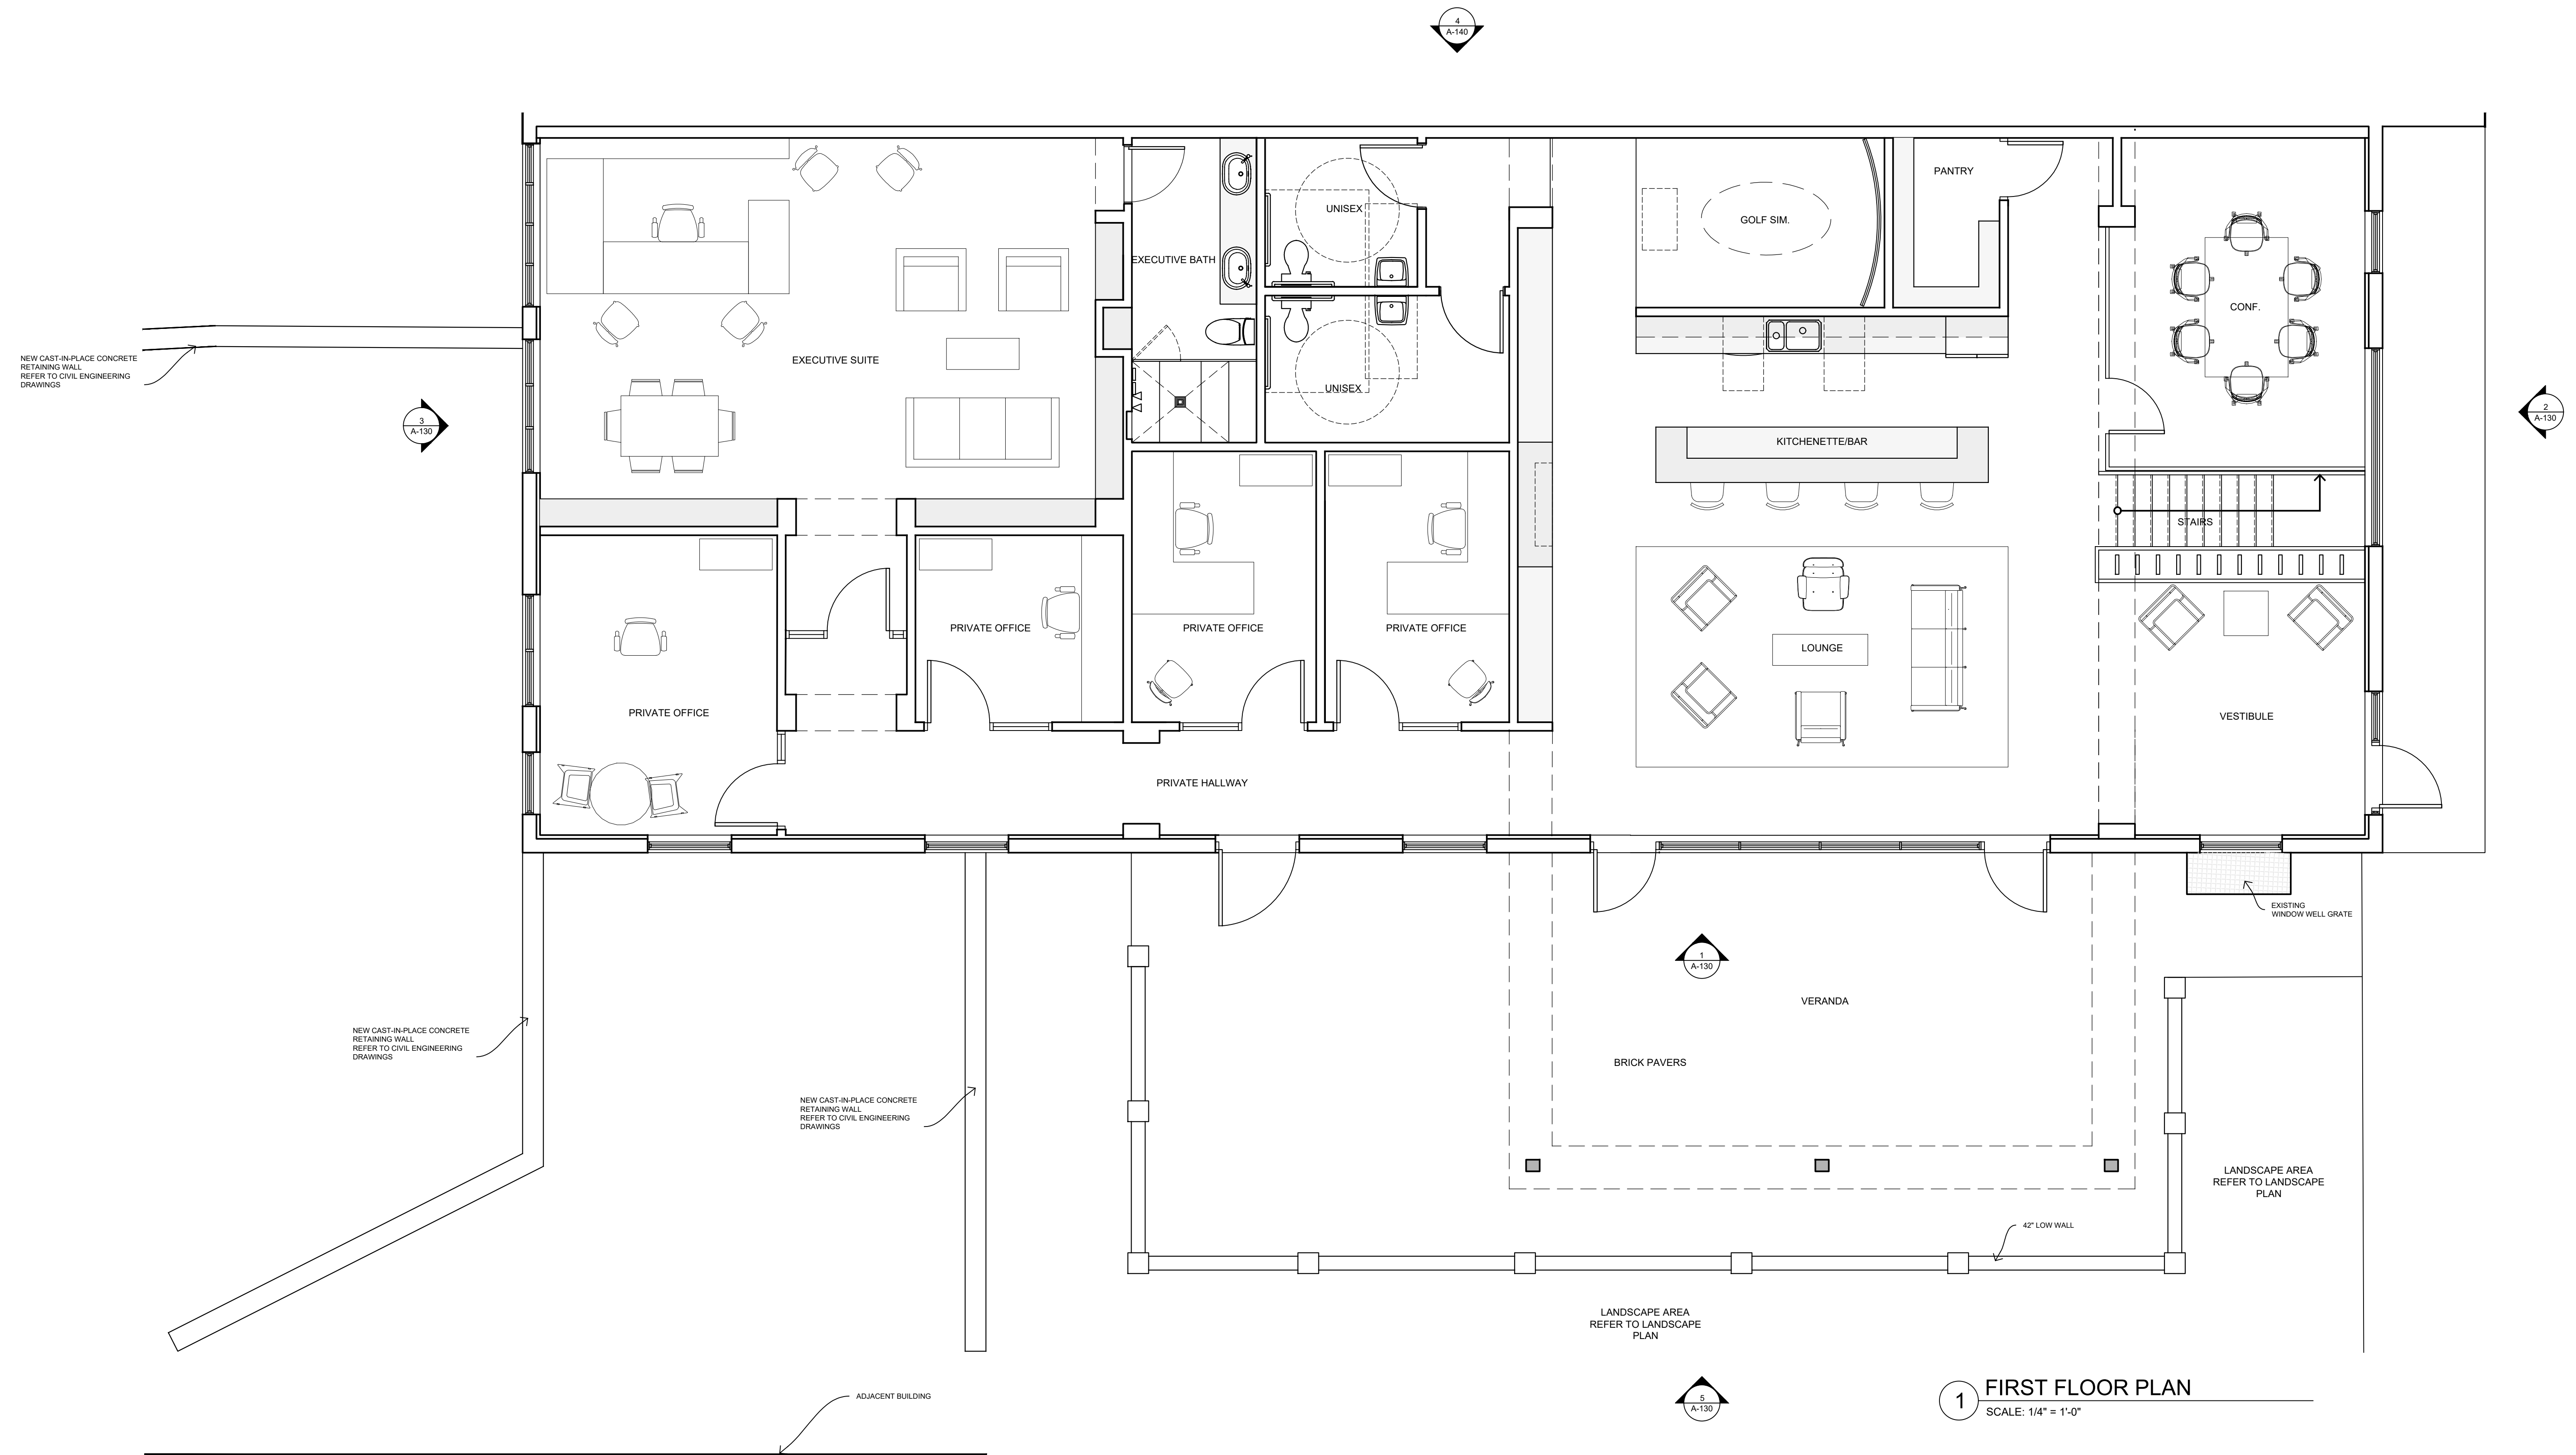 4
A-140
PANTRY
UNISEX
GOLF SIM.
EXECUTIVE BATH
CONF.
NEW CAST-IN-PLACE CONCRETE
RETAINING WALL
REFER TO CIVIL ENGINEERING
DRAWINGS
EXECUTIVE SUITE
UNISEX
3
A-130
2
A-130
KITCHENETTE/BAR
STAIRS
PRIVATE OFFICE
PRIVATE OFFICE
PRIVATE OFFICE
LOUNGE
PRIVATE OFFICE
VESTIBULE
PRIVATE HALLWAY
EXISTING
WINDOW WELL GRATE
1
A-130
VERANDA
NEW CAST-IN-PLACE CONCRETE
RETAINING WALL
REFER TO CIVIL ENGINEERING
DRAWINGS
BRICK PAVERS
NEW CAST-IN-PLACE CONCRETE
RETAINING WALL
REFER TO CIVIL ENGINEERING
DRAWINGS
LANDSCAPE AREA
REFER TO LANDSCAPE
PLAN
42" LOW WALL
LANDSCAPE AREA
REFER TO LANDSCAPE
PLAN
ADJACENT BUILDING
5
A-130
1
FIRST FLOOR PLAN
SCALE: 1/4" = 1'-0"